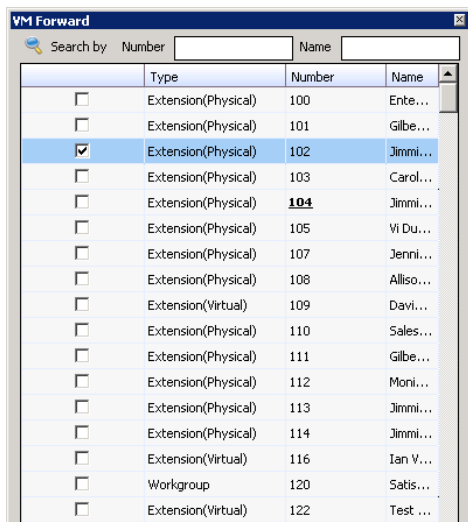 VM Forward
Search by Number Name
Type Number Name
Extension(Physical) 100 Ente...
Extension(Physical) 101 Gilbe...
Extension(Physical) 102 Jimmi...
Extension(Physical) 103 Carol...
Extension(Physical) 104 Jimmi...
Extension(Physical) 105 Vi Du...
Extension(Physical) 107 Jenni...
Extension(Physical) 108 Alliso...
Extension(Virtual) 109 Davi...
Extension(Physical) 110 Sales...
Extension(Physical) 111 Gilbe...
Extension(Physical) 112 Moni...
Extension(Physical) 113 Jimmi...
Extension(Physical) 114 Jimmi...
Extension(Virtual) 116 Ian V...
Workgroup 120 Satis...
Extension(Virtual) 122 Test ...